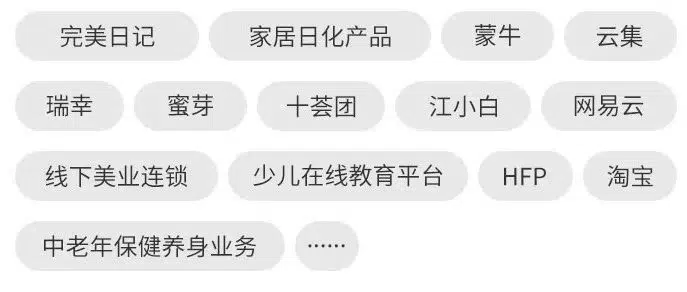 完美日记 家居日化产品 蒙牛 云集
瑞幸 蜜芽 十荟团 江小白 网易云
线下美业连锁 少儿在线教育平台 HFP 淘宝
中老年保健养身业务 ……